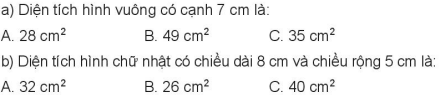 a) Diện tích hình vuông có cạnh 7 cm là:
A. 28 cm² B. 49 cm² C. 35 cm²
b) Diện tích hình chữ nhật có chiều dài 8 cm và chiều rộng 5 cm là:
A. 32 cm² B. 26 cm² C. 40 cm²